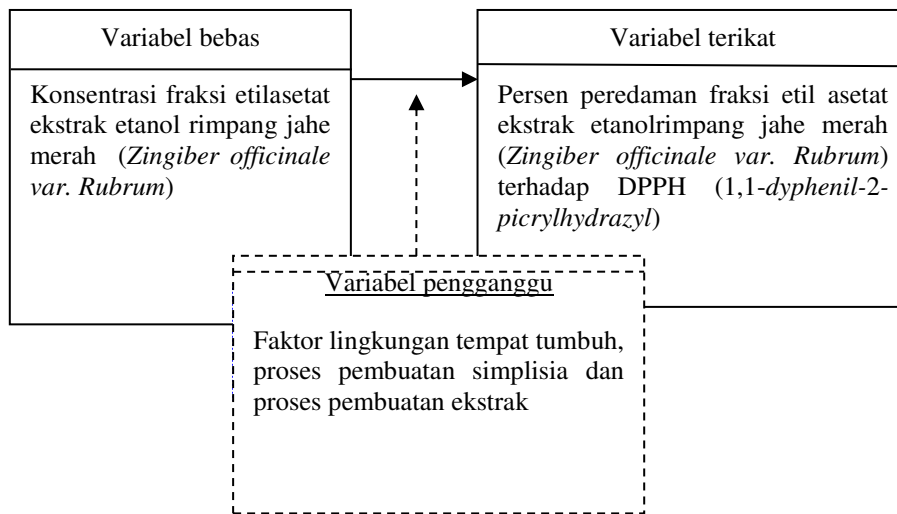 Variabel bebas
Konsentrasi fraksi etilasetat
ekstrak etanol rimpang jahe
merah (Zingiber officinale
var. Rubrum)
Variabel terikat
Persen peredaman fraksi etil asetat
ekstrak etanolrimpang jahe merah
(Zingiber officinale var. Rubrum)
terhadap DPPH (1,1-dyphenil-2-
picrylhydrazyl)
Variabel pengganggu
Faktor lingkungan tempat tumbuh,
proses pembuatan simplisia dan
proses pembuatan ekstrak